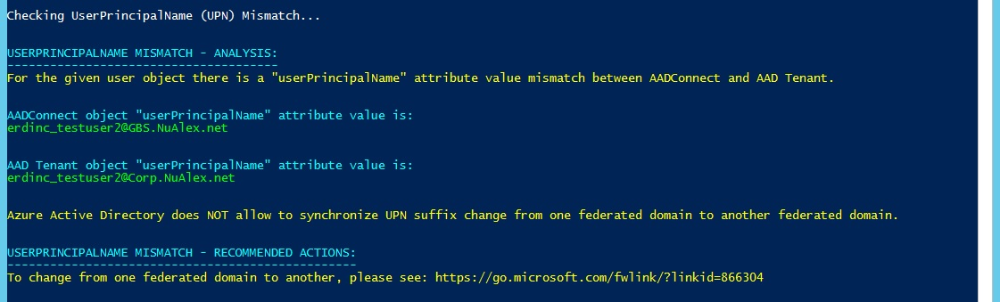 Checking UserPrincipalName (UPN) Mismatch...
USERPRINCIPALNAME MISMATCH - ANALYSIS:
--------------------------------------
For the given user object there is a "userPrincipalName" attribute value mismatch between AADConnect and AAD Tenant.
AADConnect object "userPrincipalName" attribute value is:
erdinc_testuser2@GBS.NuAlex.net
AAD Tenant object "userPrincipalName" attribute value is:
erdinc_testuser2@Corp.NuAlex.net
Azure Active Directory does NOT allow to synchronize UPN suffix change from one federated domain to another federated domain.
USERPRINCIPALNAME MISMATCH - RECOMMENDED ACTIONS:
-------------------------------------------------
To change from one federated domain to another, please see: https://go.microsoft.com/fwlink/?linkid=866304